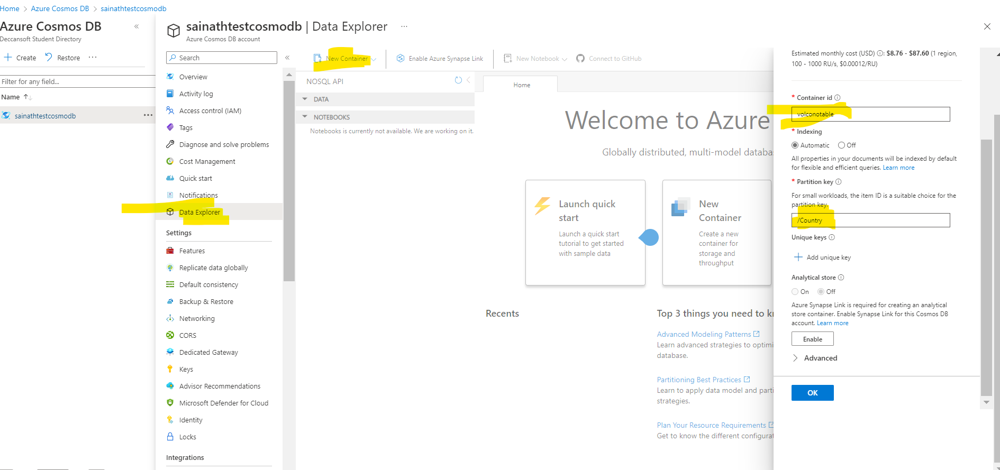 Home > Azure Cosmos DB > sainathtestcosmodb
Azure Cosmos DB
Deccansoft Student Directory
Create Restore ...
Filter for any field...
Name
sainathtestcosmodb ...
sainathtestcosmodb | Data Explorer ...
Azure Cosmos DB account
Search
Overview
Activity log
Access control (IAM)
Tags
Diagnose and solve problems
Cost Management
Quick start
Notifications
Data Explorer
Settings
Features
Replicate data globally
Default consistency
Backup & Restore
Networking
CORS
Dedicated Gateway
Keys
Advisor Recommendations
Microsoft Defender for Cloud
Identity
Locks
Integrations
New Container Enable Azure Synapse Link New Notebook Connect to GitHub
NOSQL API
DATA
NOTEBOOKS
Notebooks is currently not available. We are working on it.
Home
Welcome to Azure
Globally distributed, multi-model databa
Launch quick
start
Launch a quick start
tutorial to get started
with sample data
New
Container
Create a new
container for
storage and
throughput
Recents
Top 3 things you need to k
Advanced Modeling Patterns
Learn advanced strategies to optimi
database.
Partitioning Best Practices
Learn to apply data model and parti
strategies.
Plan Your Resource Requirements
Get to know the different configurat
Estimated monthly cost (USD) : $8.76 - $87.60 (1 region,
100 - 1000 RU/s, $0.00012/RU)
* Container id
volconotable
* Indexing
Automatic Off
All properties in your documents will be indexed by default
for flexible and efficient queries. Learn more
* Partition key
For small workloads, the item ID is a suitable choice for the
partition key.
/Country
Unique keys
Add unique key
Analytical store
On Off
Azure Synapse Link is required for creating an analytical
store container. Enable Synapse Link for this Cosmos DB
account. Learn more
Enable
Advanced
OK